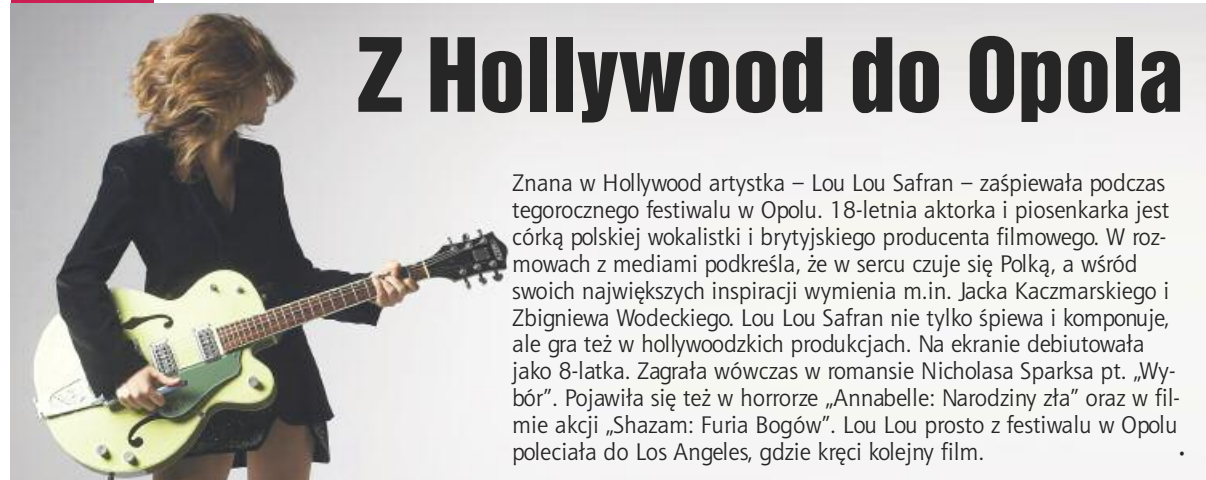 Z Hollywood do Opola
Znana w Hollywood artystka – Lou Lou Safran – zaśpiewała podczas
tegorocznego festiwalu w Opolu. 18-letnia aktorka i piosenkarka jest
córką polskiej wokalistki i brytyjskiego producenta filmowego. W roz-
mowach z mediami podkreśla, że w sercu czuje się Polką, a wśród
swoich największych inspiracji wymienia m.in. Jacka Kaczmarskiego i
Zbigniewa Wodeckiego. Lou Lou Safran nie tylko śpiewa i komponuje,
ale gra też w hollywoodzkich produkcjach. Na ekranie debiutowała
jako 8-latka. Zagrała wówczas w romansie Nicholasa Sparksa pt. „Wy-
bór”. Pojawiła się też w horrorze „Annabelle: Narodziny zła” oraz w fil-
mie akcji „Shazam: Furia Bogów”. Lou Lou prosto z festiwalu w Opolu
poleciała do Los Angeles, gdzie kręci kolejny film. •